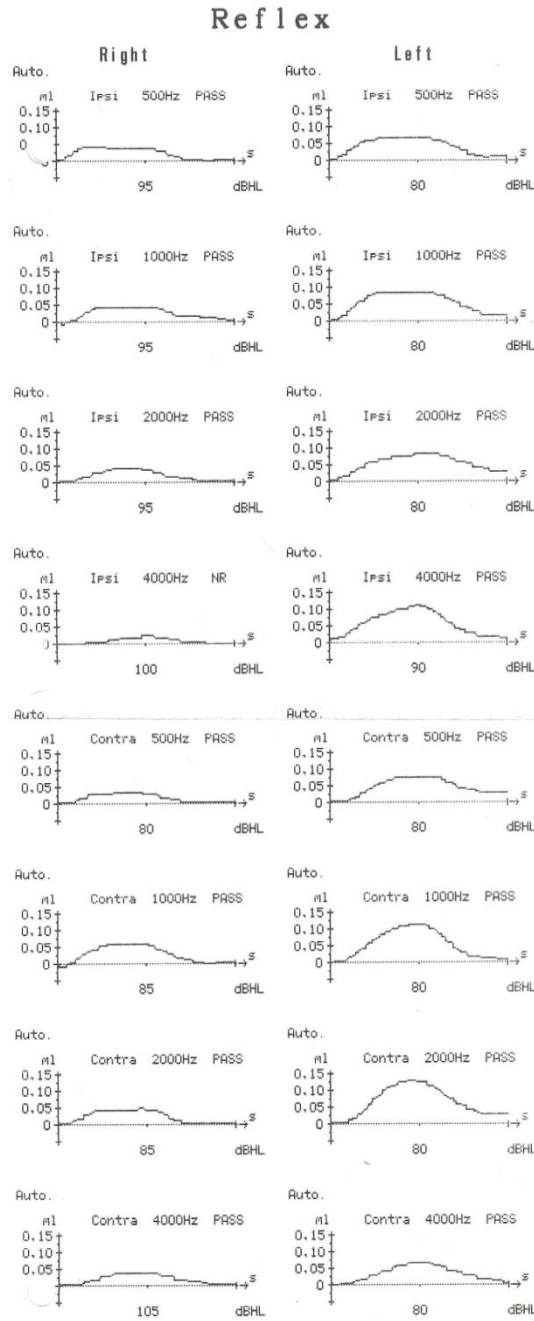 Reflex
Right Left
Auto. Auto.
ml Ipsi 500Hz PASS ml Ipsi 500Hz PASS
0.15 0.15
0.10 0.10
0 0.05
0 s 0 s
95 dBHL 80 dBHL
Auto. Auto.
ml Ipsi 1000Hz PASS ml Ipsi 1000Hz PASS
0.15 0.15
0.10 0.10
0.05 0.05
0 s 0 s
95 dBHL 80 dBHL
Auto. Auto.
ml Ipsi 2000Hz PASS ml Ipsi 2000Hz PASS
0.15 0.15
0.10 0.10
0.05 0.05
0 s 0 s
95 dBHL 80 dBHL
Auto. Auto.
ml Ipsi 4000Hz NR ml Ipsi 4000Hz PASS
0.15 0.15
0.10 0.10
0.05 0.05
0 s 0 s
100 dBHL 90 dBHL
Auto. Auto.
ml Contra 500Hz PASS ml Contra 500Hz PASS
0.15 0.15
0.10 0.10
0.05 0.05
0 s 0 s
80 dBHL 80 dBHL
Auto. Auto.
ml Contra 1000Hz PASS ml Contra 1000Hz PASS
0.15 0.15
0.10 0.10
0.05 0.05
0 s 0 s
85 dBHL 80 dBHL
Auto. Auto.
ml Contra 2000Hz PASS ml Contra 2000Hz PASS
0.15 0.15
0.10 0.10
0.05 0.05
0 s 0 s
85 dBHL 80 dBHL
Auto. Auto.
ml Contra 4000Hz PASS ml Contra 4000Hz PASS
0.15 0.15
0.10 0.10
0.05 0.05
0 s 0 s
105 dBHL 80 dBHL